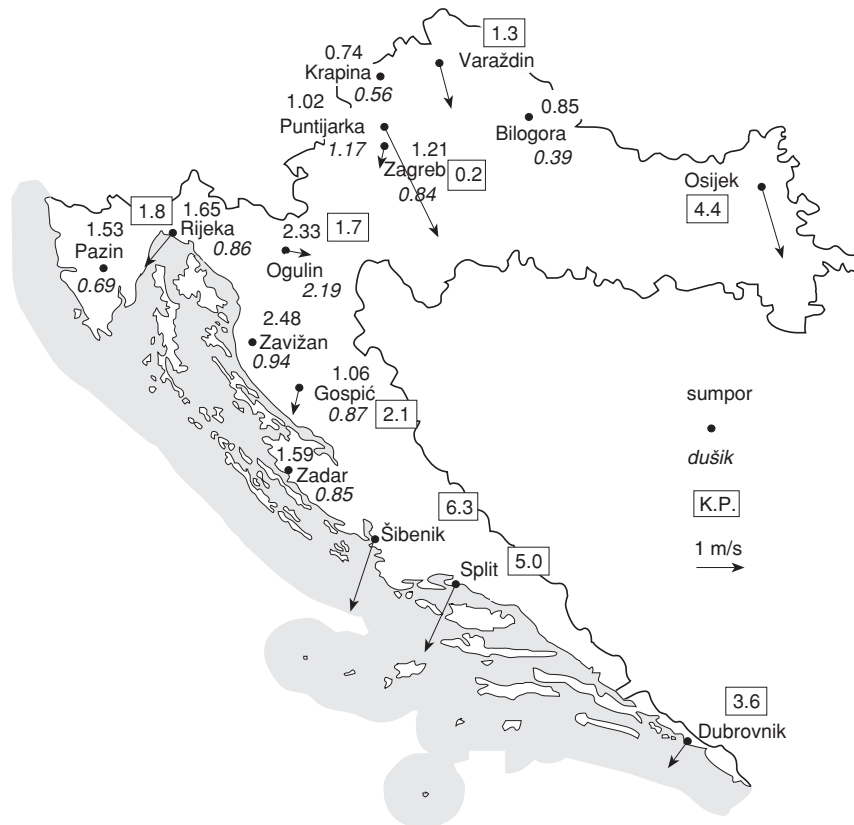 1.3
0.74
Varaždin
Krapina
0.56
1.02
0.85
Puntijarka
Bilogora
1.17
1.21
0.39
Zagreb
0.2
0.84
Osijek
4.4
1.8
1.65
1.53
Rijeka
2.33
1.7
Pazin
0.86
0.69
Ogulin
2.19
2.48
Zavižan
0.94
1.06
Gospić
0.87
2.1
sumpor
1.59
dušik
Zadar
0.85
6.3
K.P.
Šibenik
1 m/s
5.0
Split
3.6
Dubrovnik